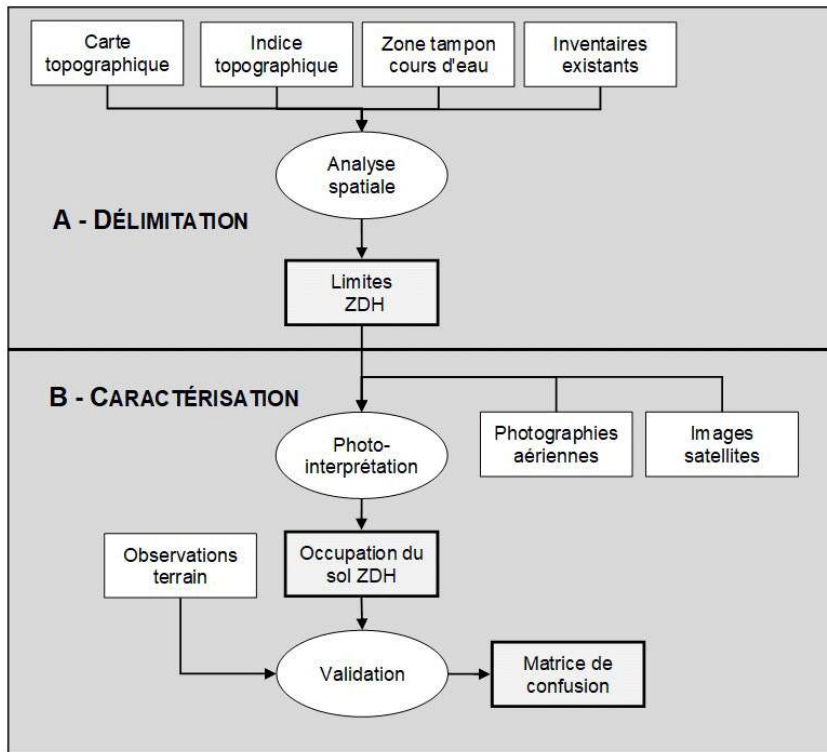 Carte
topographique
Indice
topographique
Zone tampon
cours d'eau
Inventaires
existants
Analyse
spatiale
A - DÉLIMITATION
Limites
ZDH
B - CARACTÉRISATION
Photo-
interprétation
Photographies
aériennes
Images
satellites
Observations
terrain
Occupation du
sol ZDH
Validation
Matrice de
confusion